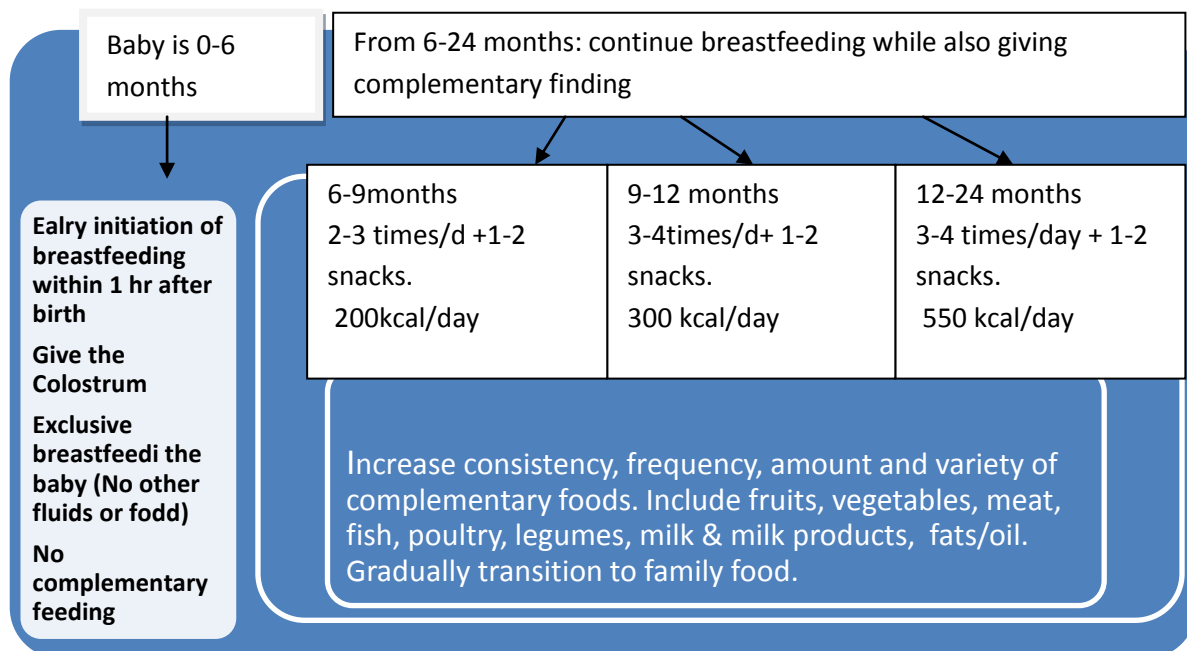 Baby is 0-6
months
From 6-24 months: continue breastfeeding while also giving
complementary finding
Ealry initiation of
breastfeeding
within 1 hr after
birth
Give the
Colostrum
Exclusive
breastfeedi the
baby (No other
fluids or fodd)
No
complementary
feeding
6-9months
2-3 times/d +1-2
snacks.
200kcal/day
9-12 months
3-4times/d+ 1-2
snacks.
300 kcal/day
12-24 months
3-4 times/day + 1-2
snacks.
550 kcal/day
Increase consistency, frequency, amount and variety of
complementary foods. Include fruits, vegetables, meat,
fish, poultry, legumes, milk & milk products, fats/oil.
Gradually transition to family food.